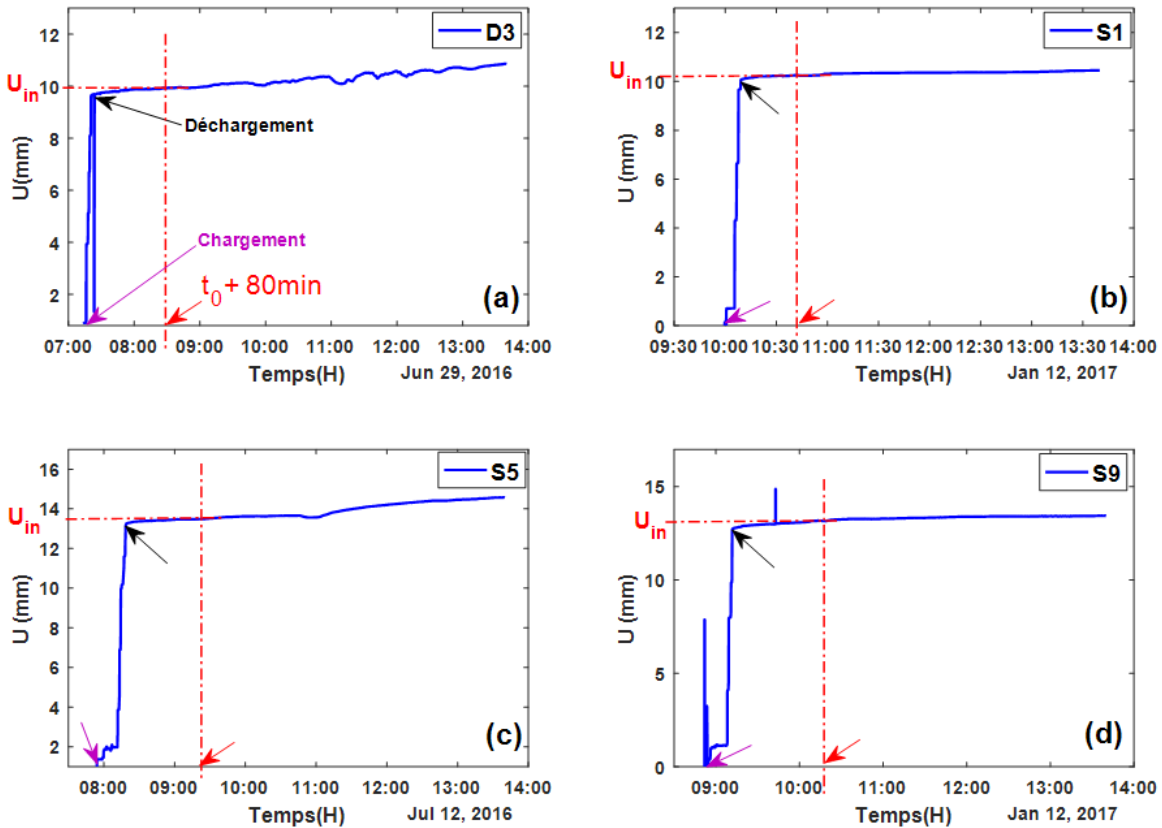 D3
12
10
8
6
4
2
U(mm)
U_in
Déchargement
Chargement
t_0 + 80min
(a)
07:00 08:00 09:00 10:00 11:00 12:00 13:00 14:00
Temps(H) Jun 29, 2016
S1
12
10
8
6
4
2
0
U (mm)
U_in
(b)
09:30 10:00 10:30 11:00 11:30 12:00 12:30 13:00 13:30 14:00
Temps(H) Jan 12, 2017
S5
16
14
12
10
8
6
4
2
U (mm)
U_in
(c)
08:00 09:00 10:00 11:00 12:00 13:00 14:00
Temps(H) Jul 12, 2016
S9
15
10
5
0
U (mm)
U_in
(d)
09:00 10:00 11:00 12:00 13:00 14:00
Temps(H) Jan 12, 2017